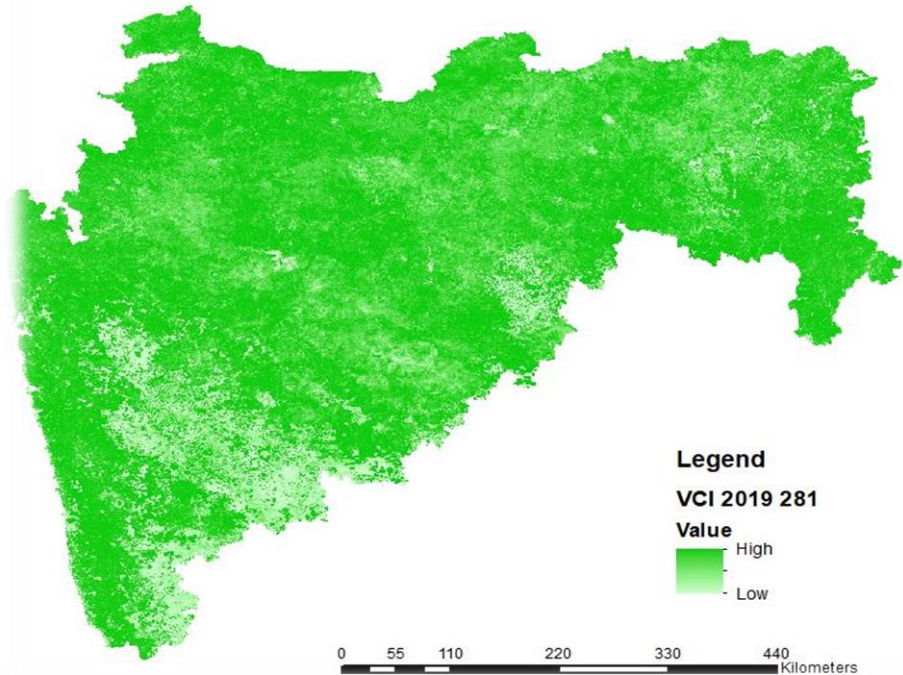 Legend
VCI 2019 281
Value
High
Low
0 55 110 220 330 440
Kilometers